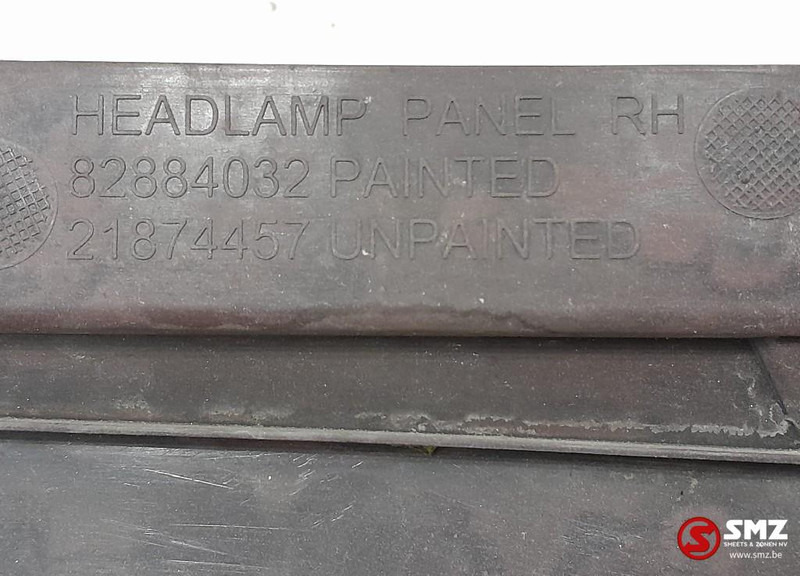 HEADLAMP PANEL RH
82884032 PAINTED
21874457 UNPAINTED
SMZ
SMEETS & ZONEN NV
www.smz.be